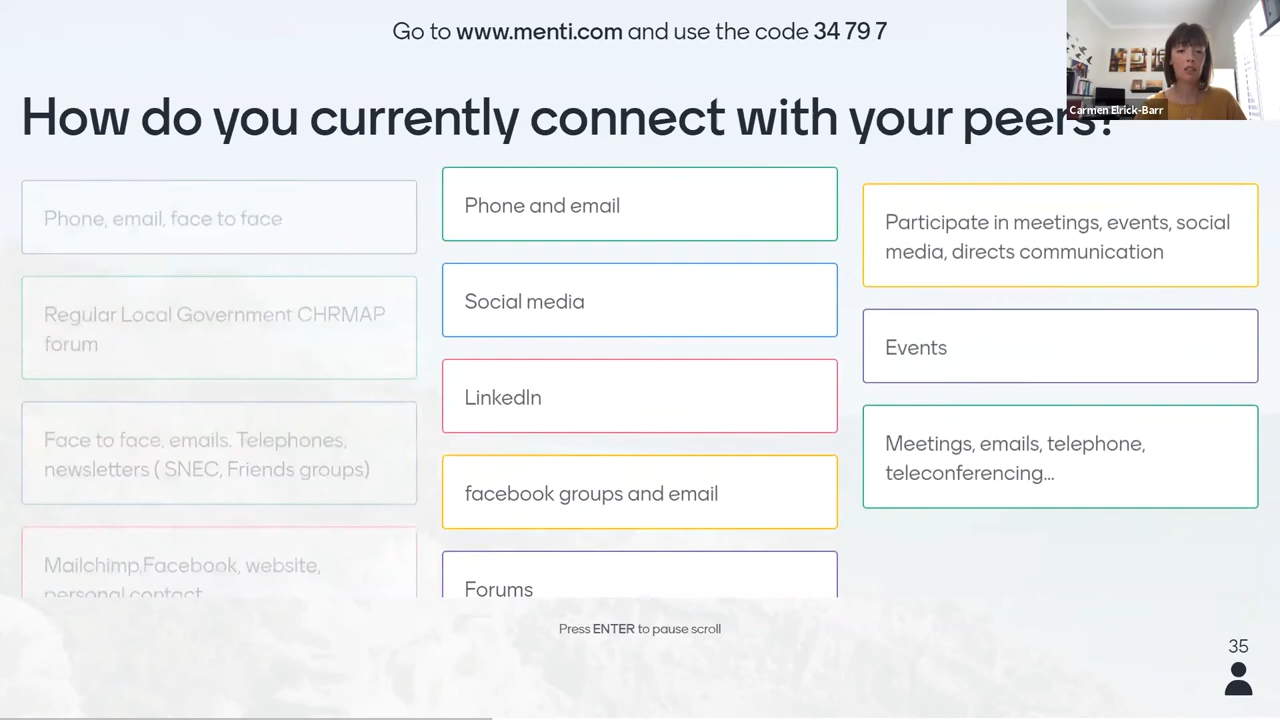 Go to www.menti.com and use the code 34 79 7
Carmen Elrick-Barr
How do you currently connect with your peers?
Phone, email, face to face
Regular Local Government CHRMAP
forum
Face to face, emails. Telephones,
newsletters ( SNEC, Friends groups)
Mailchimp,Facebook, website,
personal contact
Phone and email
Social media
LinkedIn
facebook groups and email
Forums
Participate in meetings, events, social
media, directs communication
Events
Meetings, emails, telephone,
teleconferencing...
Press ENTER to pause scroll
35